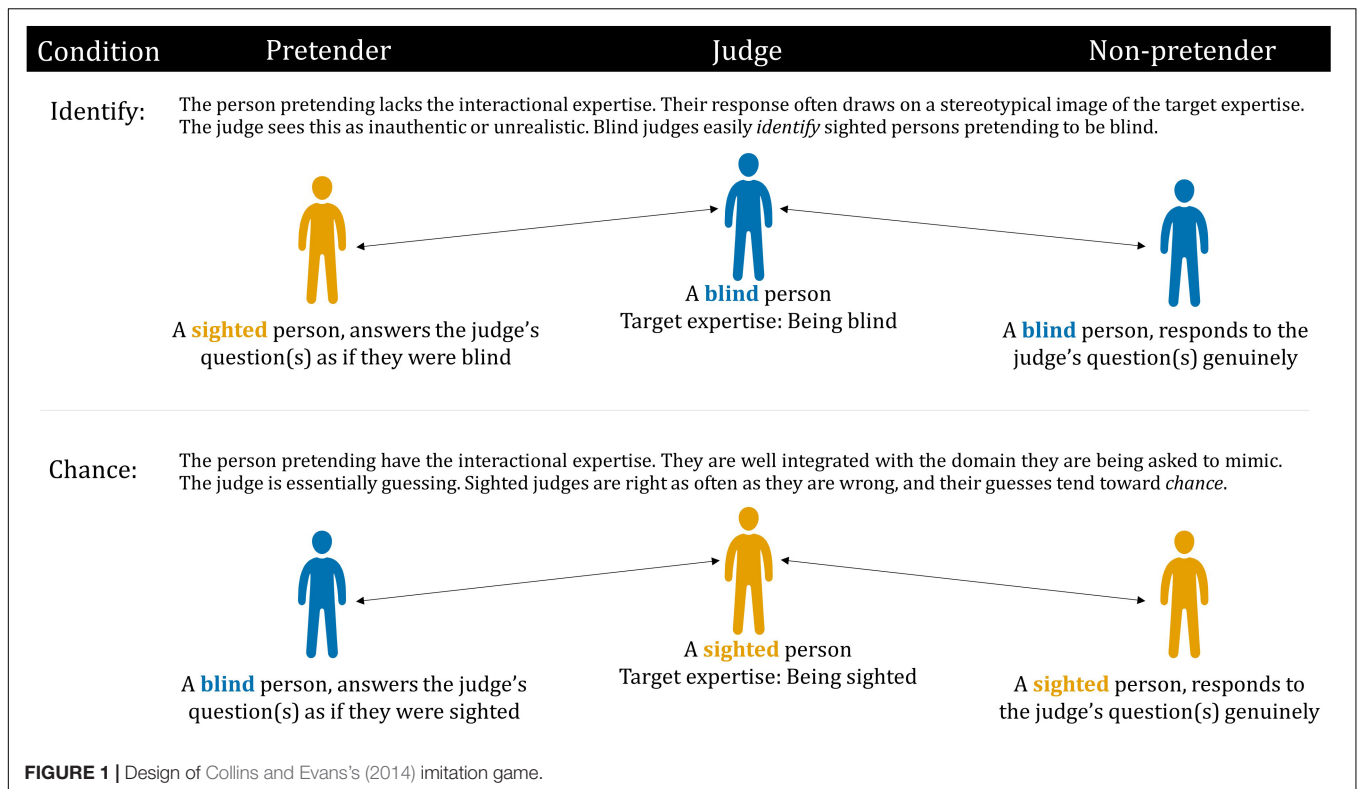 Condition Pretender Judge Non-pretender
Identify:
The person pretending lacks the interactional expertise. Their response often draws on a stereotypical image of the target expertise.
The judge sees this as inauthentic or unrealistic. Blind judges easily identify sighted persons pretending to be blind.
A sighted person, answers the judge's
question(s) as if they were blind
A blind person
Target expertise: Being blind
A blind person, responds to the
judge's question(s) genuinely
Chance:
The person pretending have the interactional expertise. They are well integrated with the domain they are being asked to mimic.
The judge is essentially guessing. Sighted judges are right as often as they are wrong, and their guesses tend toward chance.
A blind person, answers the judge's
question(s) as if they were sighted
A sighted person
Target expertise: Being sighted
A sighted person, responds to
the judge's question(s) genuinely
FIGURE 1 | Design of Collins and Evans's (2014) imitation game.